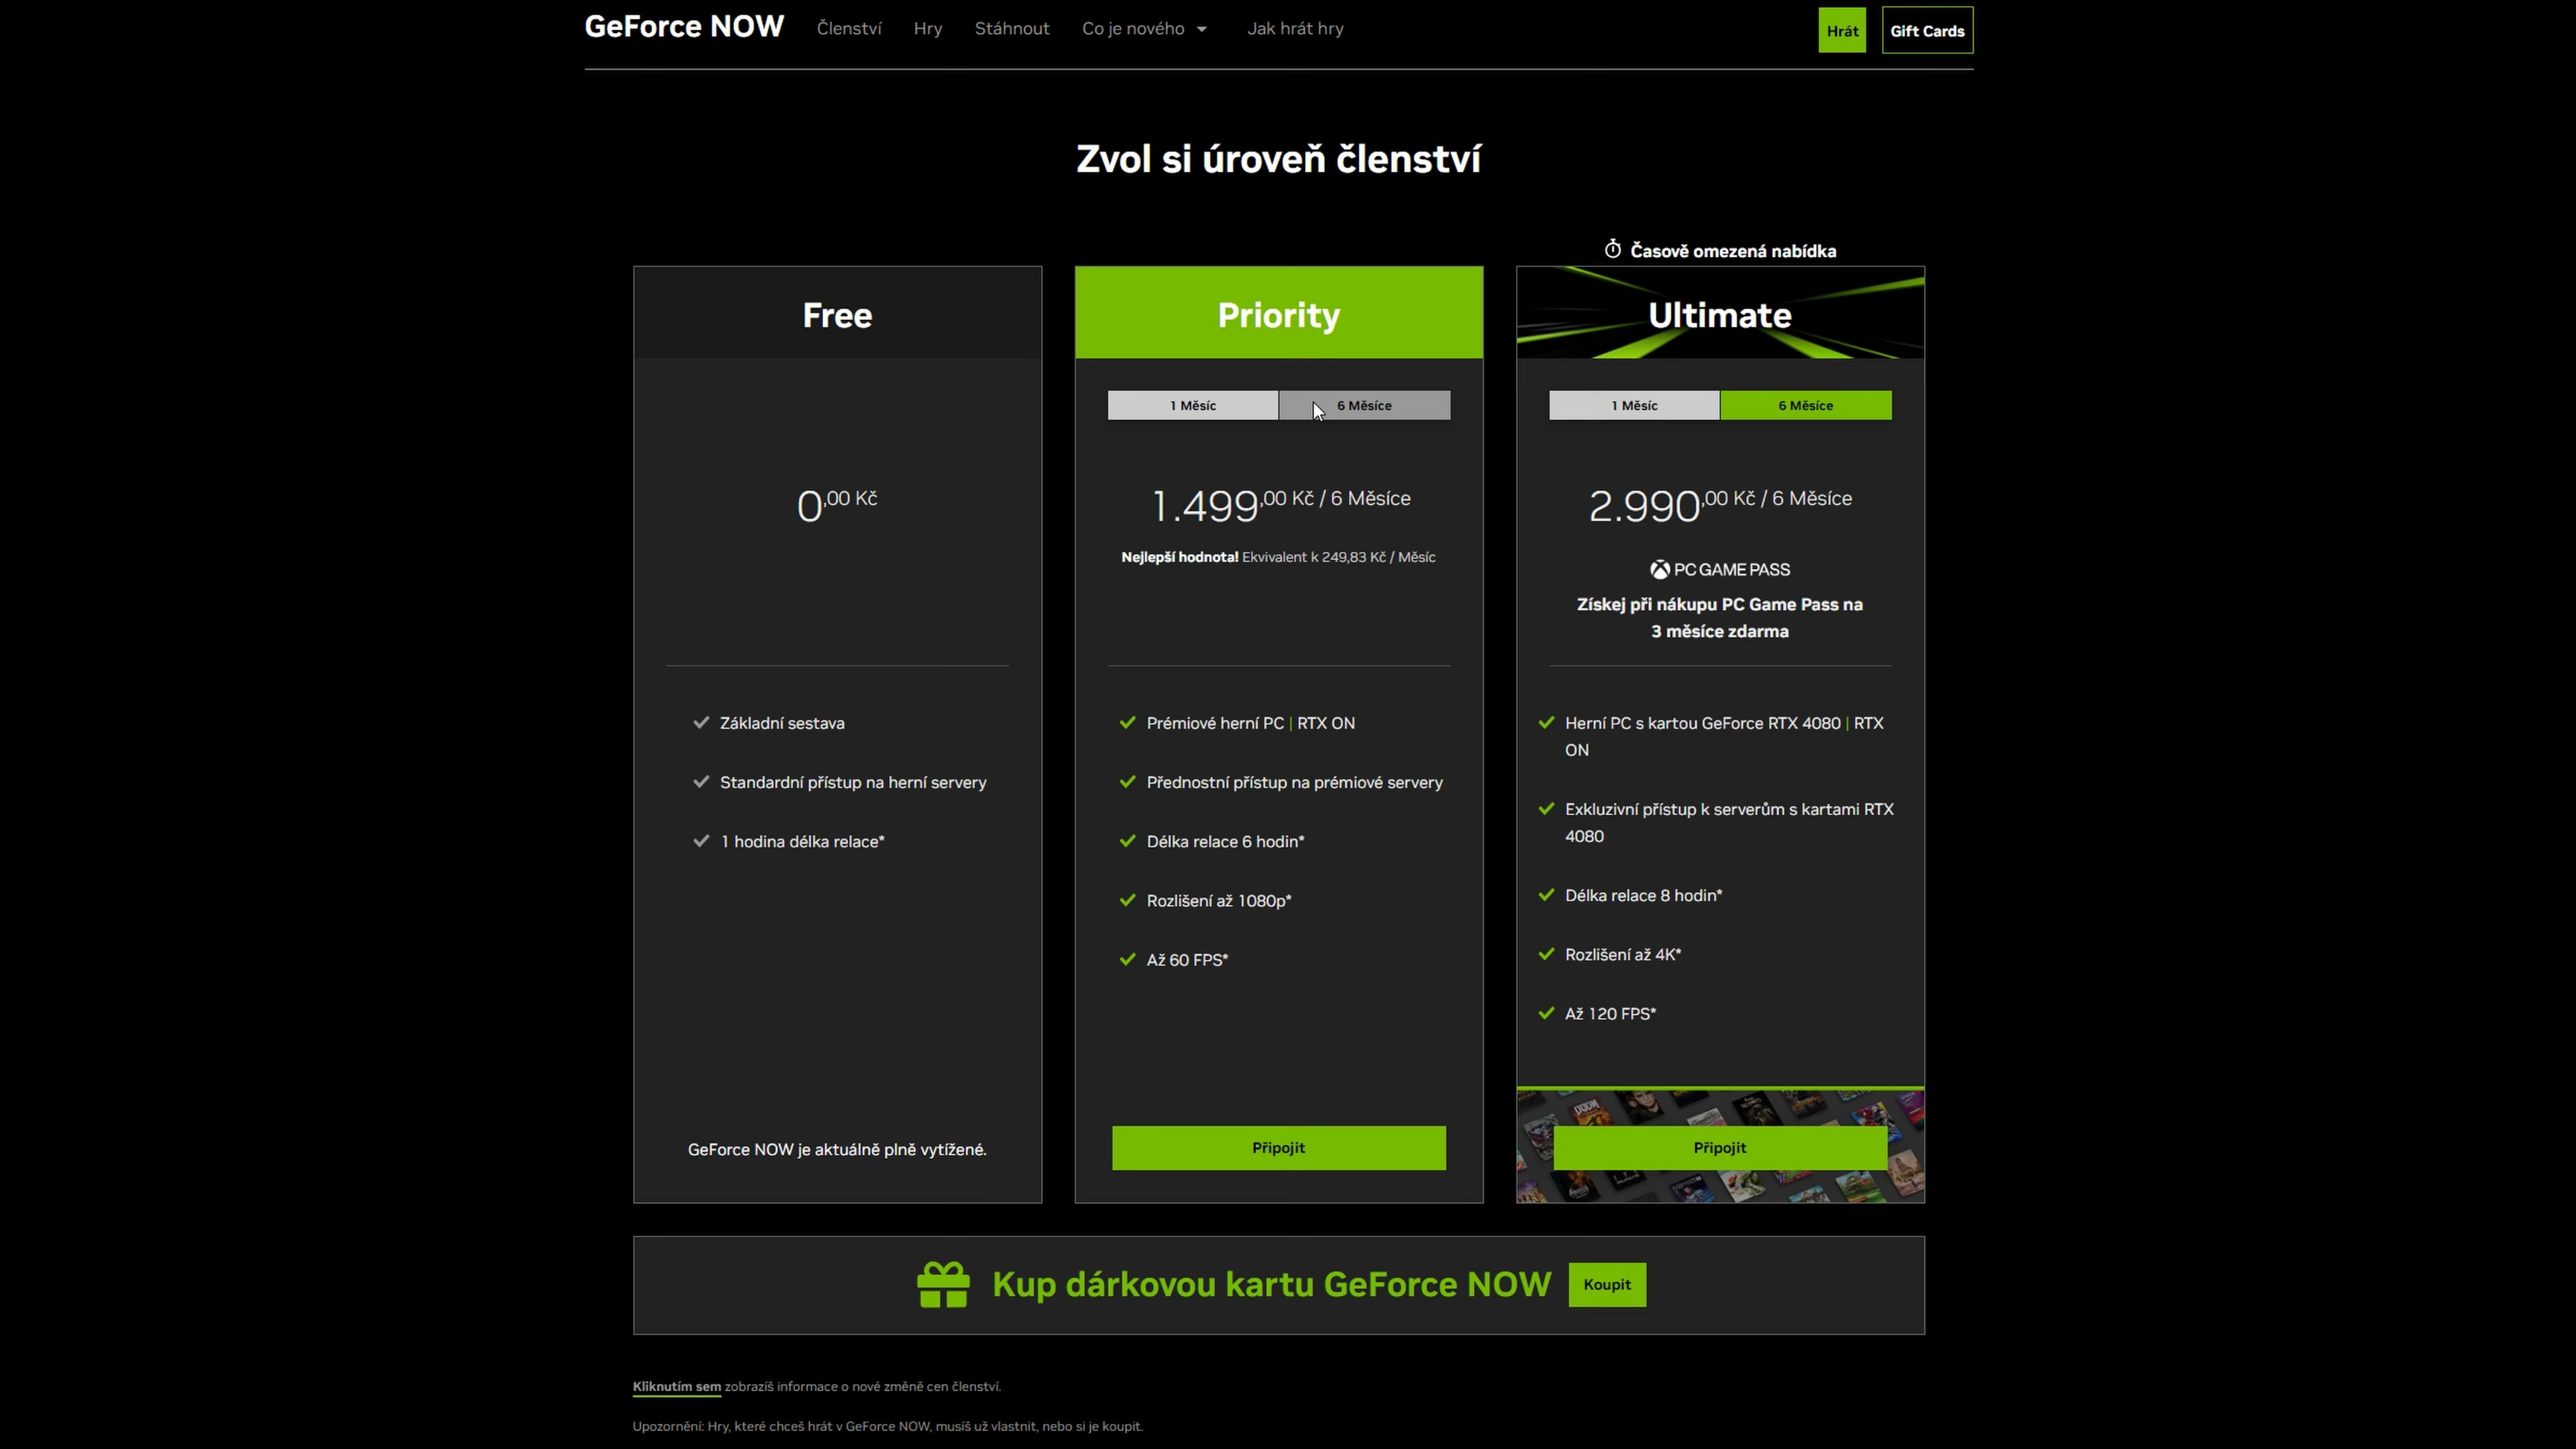 GeForce NOW
Členství
Hry
Stáhnout
Co je nového
Jak hrát hry
Hrát
Gift Cards
Zvol si úroveň členství
Free
0,00 Kč
Základní sestava
Standardní přístup na herní servery
1 hodina délka relace*
GeForce NOW je aktuálně plně vytížené.
Priority
1 Měsíc
6 Měsíce
1.499,00 Kč / 6 Měsíce
Nejlepší hodnota! Ekvivalent k 249,83 Kč / Měsíc
Prémiové herní PC | RTX ON
Přednostní přístup na prémiové servery
Délka relace 6 hodin*
Rozlišení až 1080p*
Až 60 FPS*
Připojit
Časově omezená nabídka
Ultimate
1 Měsíc
6 Měsíce
2.990,00 Kč / 6 Měsíce
PC GAME PASS
Získej při nákupu PC Game Pass na
3 měsíce zdarma
Herní PC s kartou GeForce RTX 4080 | RTX
ON
Exkluzivní přístup k serverům s kartami RTX
4080
Délka relace 8 hodin*
Rozlišení až 4K*
Až 120 FPS*
DOOM
Připojit
Kup dárkovou kartu GeForce NOW
Koupit
Kliknutím sem zobrazíš informace o nové změně cen členství.
Upozornění: Hry, které chceš hrát v GeForce NOW, musíš už vlastnit, nebo si je koupit.